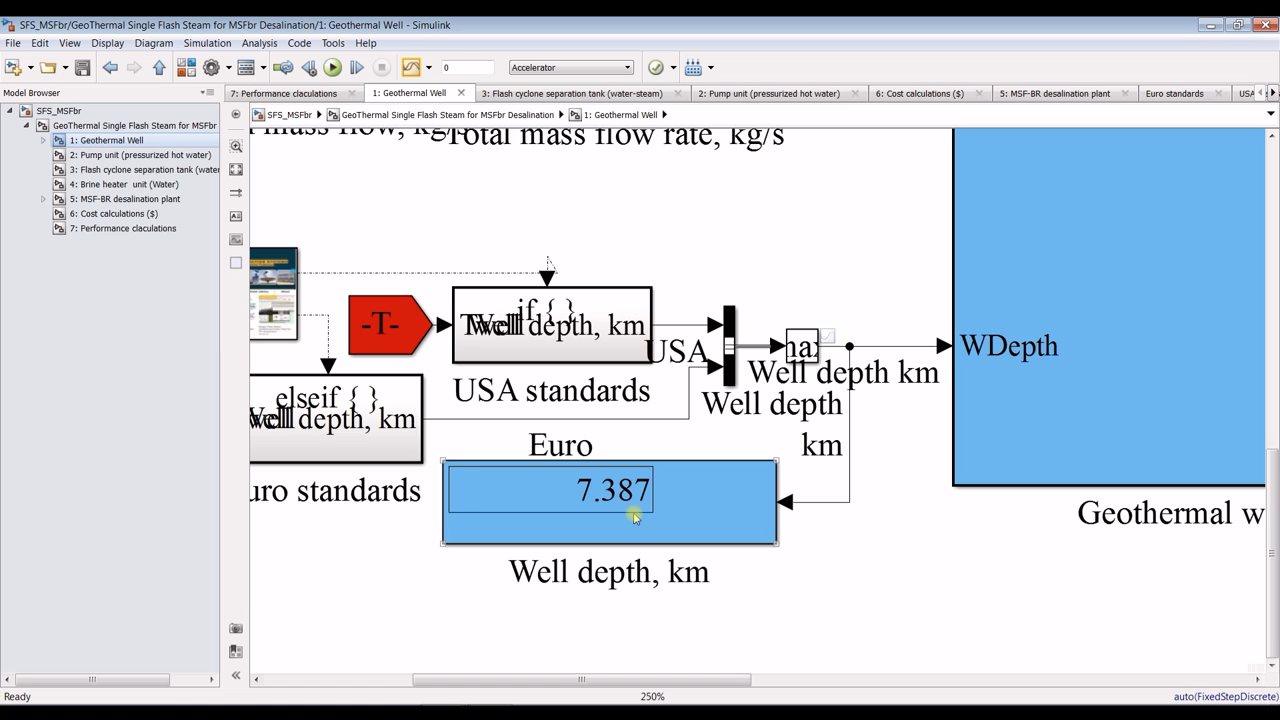 SFS_MSFbr/GeoThermal Single Flash Steam for MSF Desalination/1: Geothermal Well - Simulink
File Edit View Display Diagram Simulation Analysis Code Tools Help
0
Accelerator
Model Browser
7: Performance claculations
1: Geothermal Well
3: Flash cyclone separation tank (water-steam)
2: Pump unit (pressurized hot water)
6: Cost calculations ($)
5: MSF-BR desalination plant
Euro standards
USA
SFS_MSFbr
GeoThermal Single Flash Steam for MSF Desalination
1: Geothermal Well
SFS_MSFbr
GeoThermal Single Flash Steam for MSFbr
1: Geothermal Well
2: Pump unit (pressurized hot water)
3: Flash cyclone separation tank (water
4: Brine heater unit (Water)
5: MSF-BR desalination plant
6: Cost calculations ($)
7: Performance claculations
mass flow, kg/s
Total mass flow rate, kg/s
-T-
if { }
Well depth, km
USA
USA standards
elseif { }
Well depth, km
uro standards
Euro
Well depth km
Well depth
km
WDepth
Geothermal w
7.387
Well depth, km
Ready
250%
auto(FixedStepDiscrete)